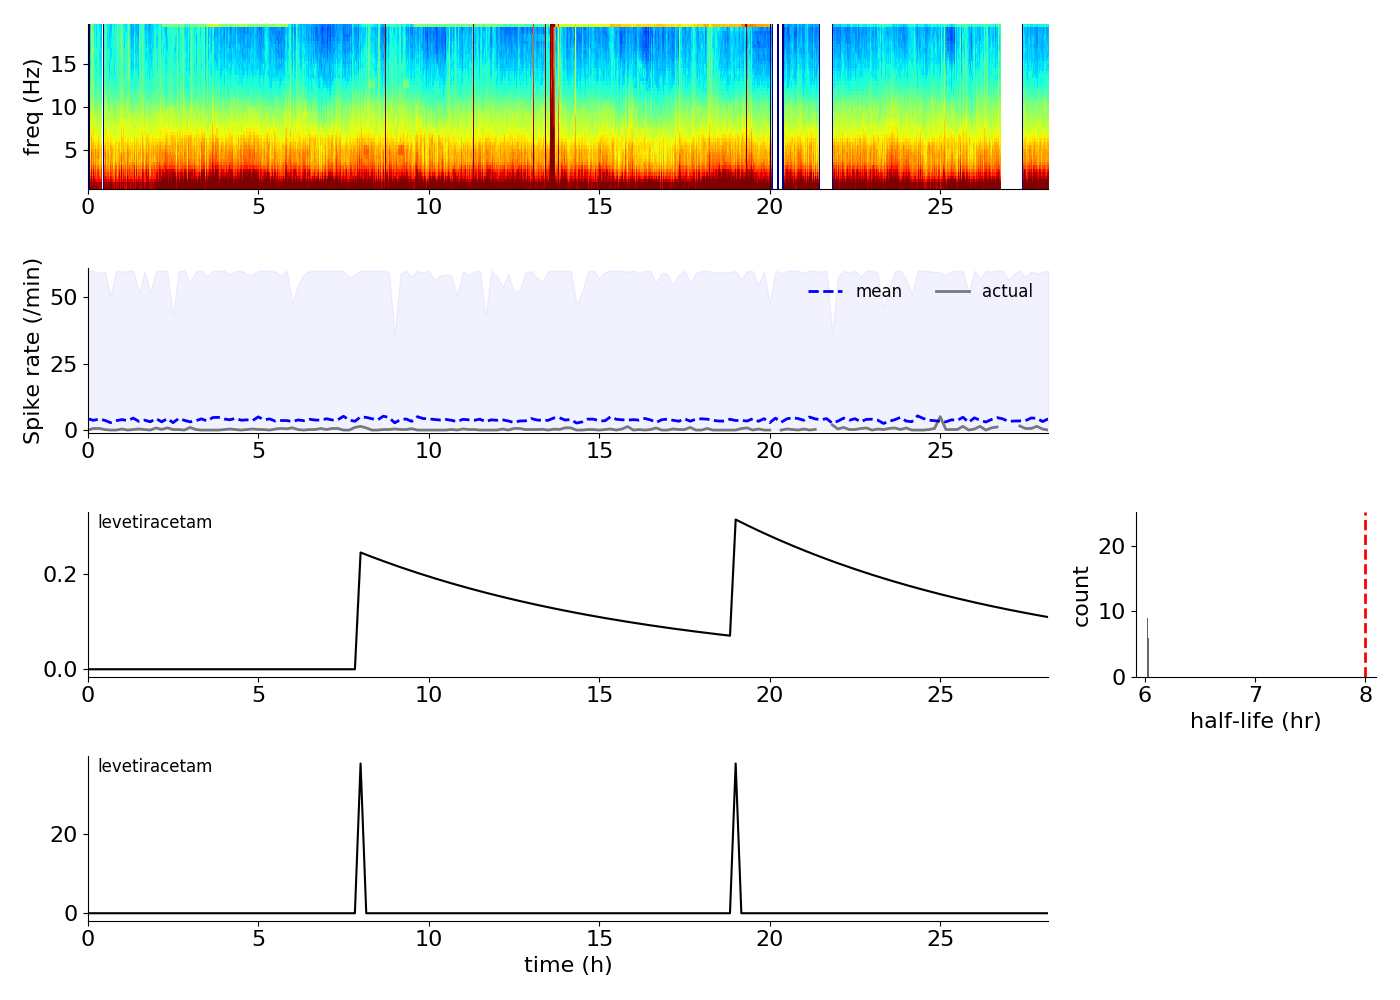 freq (Hz)
15
10
5
0 5 10 15 20 25
Spike rate (/min)
50
25
0
mean actual
0 5 10 15 20 25
levetiracetam
0.2
0.0
0 5 10 15 20 25
count
20
10
0
6 7 8
half-life (hr)
levetiracetam
20
0
0 5 10 15 20 25
time (h)